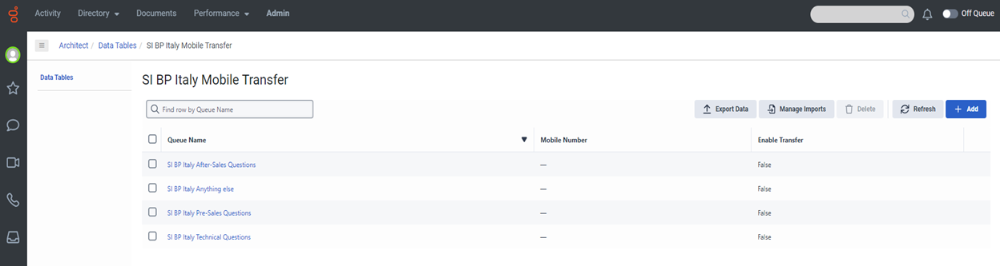 Activity Directory Documents Performance Admin Off Queue
Architect / Data Tables / SI BP Italy Mobile Transfer
Data Tables
SI BP Italy Mobile Transfer
Find row by Queue Name Export Data Manage Imports Delete Refresh + Add
Queue Name Mobile Number Enable Transfer
SI BP Italy After-Sales Questions — False
SI BP Italy Anything else — False
SI BP Italy Pre-Sales Questions — False
SI BP Italy Technical Questions — False